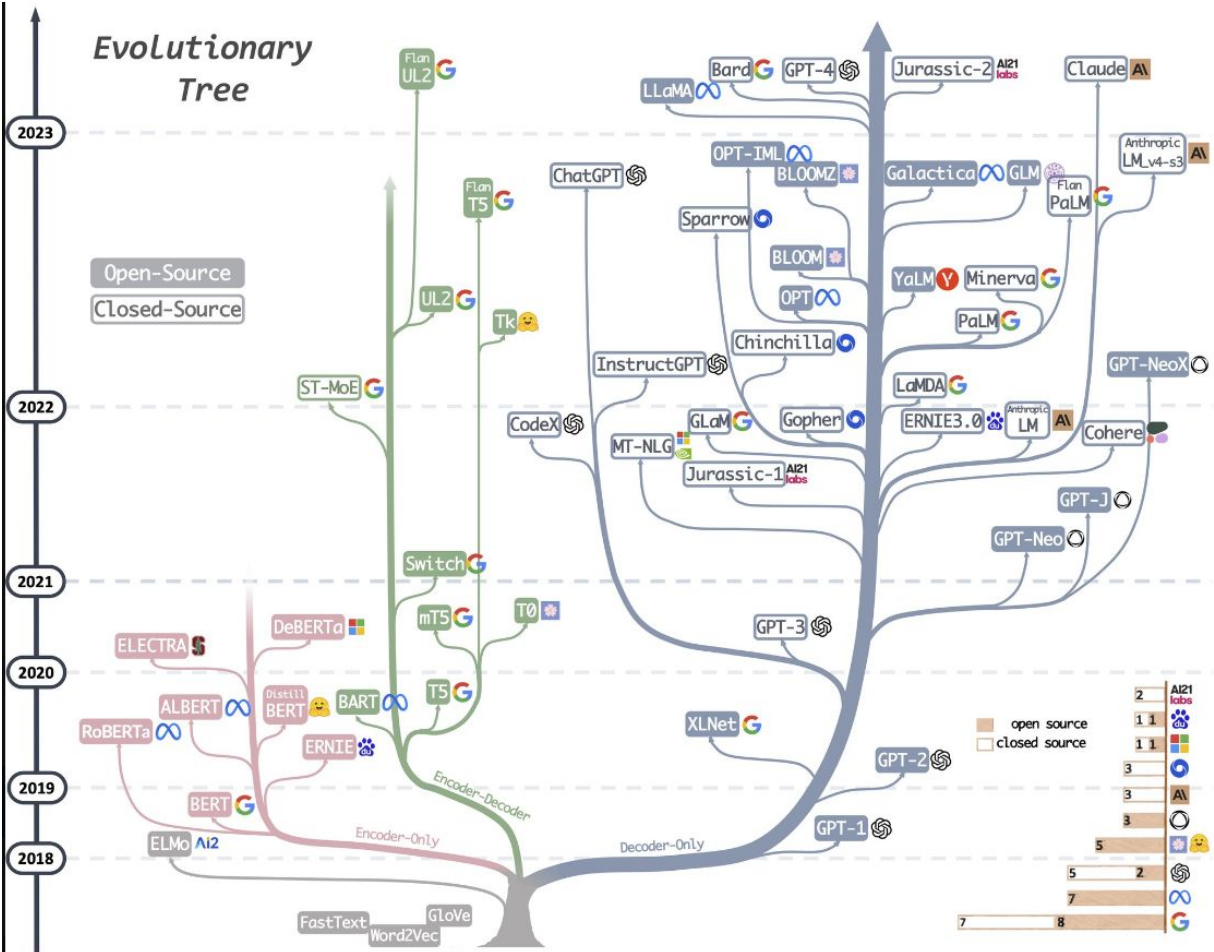 Evolutionary
Tree
Flan
UL2
Bard
GPT-4
Jurassic-2
AI21
labs
Claude
A\
LLaMA
2023
Anthropic
LM_v4-s3
A\
OPT-IML
ChatGPT
BLOOMZ
Galactica
GLM
Flan
PaLM
Flan
T5
Sparrow
BLOOM
Open-Source
Closed-Source
YaLM
Y
Minerva
UL2
OPT
Tk
PaLM
Chinchilla
InstructGPT
GPT-NeoX
ST-MoE
LaMDA
2022
CodeX
GLaM
Gopher
ERNIE3.0
du
Anthropic
LM
A\
Cohere
MT-NLG
Jurassic-1
AI21
labs
GPT-J
GPT-Neo
Switch
2021
mT5
T0
DeBERTa
GPT-3
ELECTRA
S
2020
Distill
BERT
ALBERT
BART
T5
2
AI21
labs
RoBERTa
XLNet
open source
1 1
du
ERNIE
du
closed source
1 1
GPT-2
3
2019
Encoder-Decoder
3
A\
BERT
3
Encoder-Only
Decoder-Only
GPT-1
ELMo
Ai2
5
2018
5 2
7
FastText
Word2Vec
GloVe
7 8